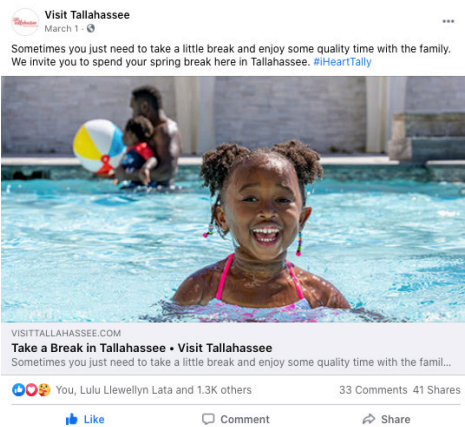 Visit Tallahassee
March 1 ·
Sometimes you just need to take a little break and enjoy some quality time with the family.
We invite you to spend your spring break here in Tallahassee. #iHeartTally
VISITTALLAHASSEE.COM
Take a Break in Tallahassee • Visit Tallahassee
Sometimes you just need to take a little break and enjoy some quality time with the famil...
You, Lulu Llewellyn Lata and 1.3K others 33 Comments 41 Shares
Like Comment Share